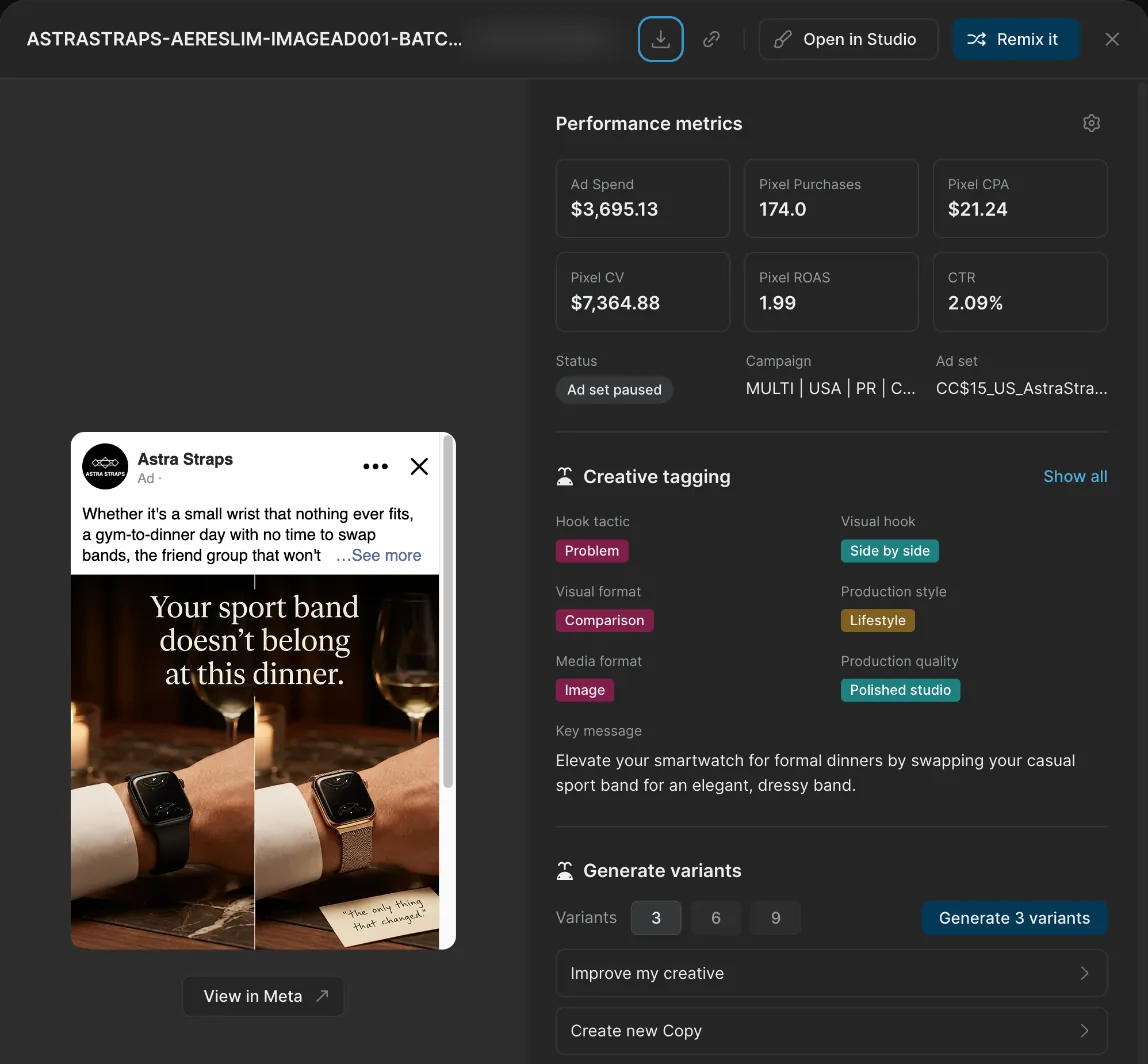 ASTRASTRAPS-AERESLIM-IMAGEAD001-BATC...
Open in Studio
Remix it
Performance metrics
Ad Spend
$3,695.13
Pixel Purchases
174.0
Pixel CPA
$21.24
Pixel CV
$7,364.88
Pixel ROAS
1.99
CTR
2.09%
Status
Ad set paused
Campaign
MULTI | USA | PR | C...
Ad set
CC$15_US_AstraStra...
ASTRA STRAPS
Astra Straps
Ad ·
Whether it's a small wrist that nothing ever fits,
a gym-to-dinner day with no time to swap
bands, the friend group that won't ...See more
Your sport band
doesn't belong
at this dinner.
"the only thing
that changed."
View in Meta
Creative tagging
Show all
Hook tactic
Problem
Visual hook
Side by side
Visual format
Comparison
Production style
Lifestyle
Media format
Image
Production quality
Polished studio
Key message
Elevate your smartwatch for formal dinners by swapping your casual
sport band for an elegant, dressy band.
Generate variants
Variants 3 6 9
Generate 3 variants
Improve my creative
Create new Copy